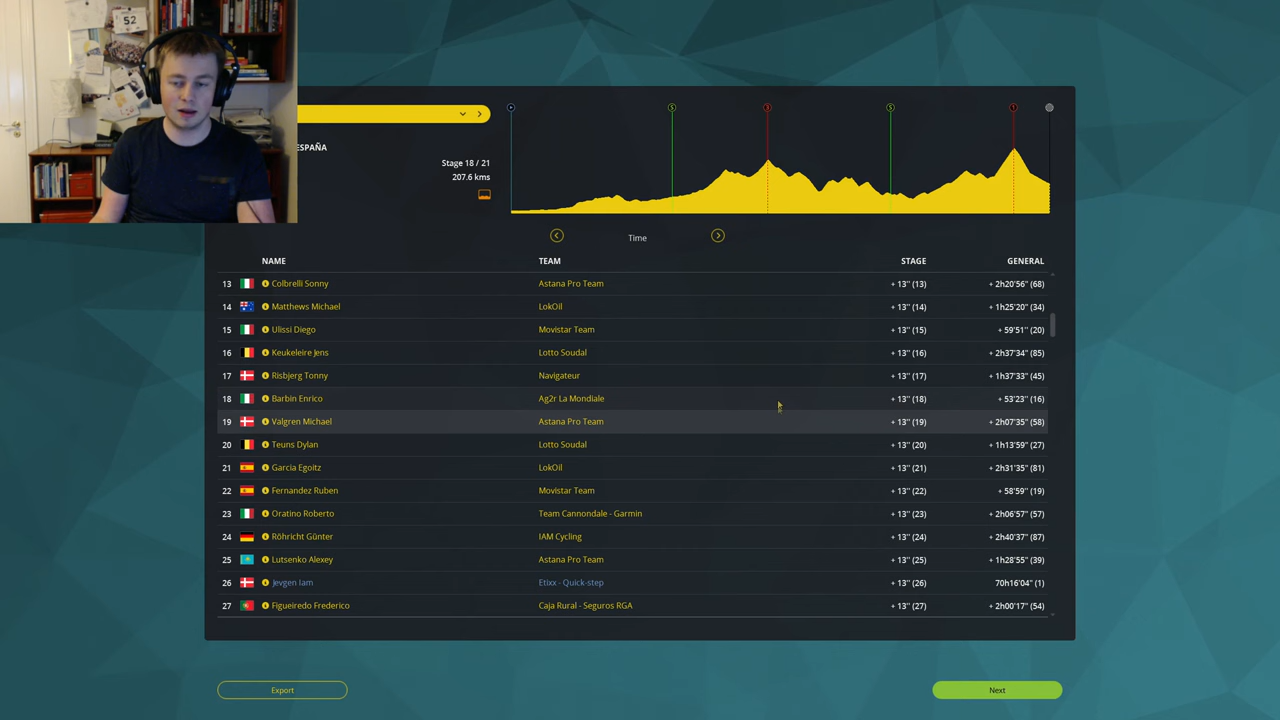 52
ESPAÑA
Stage 18 / 21
207.6 kms
S 3 S 1
Time
NAME TEAM STAGE GENERAL
13 Colbrelli Sonny Astana Pro Team + 13'' (13) + 2h20'56'' (68)
14 Matthews Michael LokOil + 13'' (14) + 1h25'20 (34)
15 Ulissi Diego Movistar Team + 13'' (15) + 59'51'' (20)
16 Keukeleire Jens Lotto Soudal + 13'' (16) + 2h37'34'' (85)
17 Risbjerg Tonny Navigateur + 13'' (17) + 1h37'33'' (45)
18 Barbin Enrico Ag2r La Mondiale + 13'' (18) + 53'23'' (16)
19 Valgren Michael Astana Pro Team + 13'' (19) + 2h07'35'' (58)
20 Teuns Dylan Lotto Soudal + 13'' (20) + 1h13'59'' (27)
21 Garcia Egoitz LokOil + 13'' (21) + 2h31'35'' (81)
22 Fernandez Ruben Movistar Team + 13'' (22) + 58'59'' (19)
23 Oratino Roberto Team Cannondale - Garmin + 13'' (23) + 2h06'57'' (57)
24 Röhricht Günter IAM Cycling + 13'' (24) + 2h40'37'' (87)
25 Lutsenko Alexey Astana Pro Team + 13'' (25) + 1h28'55'' (39)
26 Jevgen Iam Etixx - Quick-step + 13'' (26) 70h16'04'' (1)
27 Figueiredo Frederico Caja Rural - Seguros RGA + 13'' (27) + 2h00'17'' (54)
Export Next